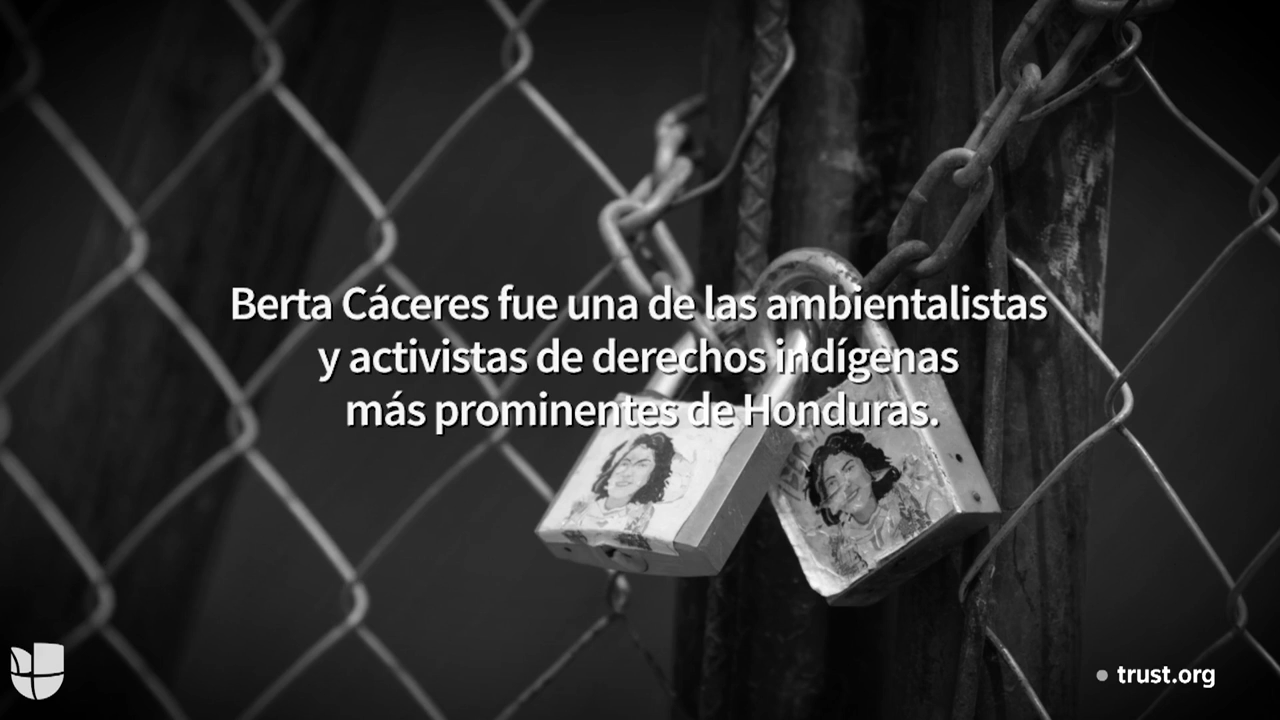 Berta Cáceres fue una de las ambientalistas
y activistas de derechos indígenas
más prominentes de Honduras.
trust.org